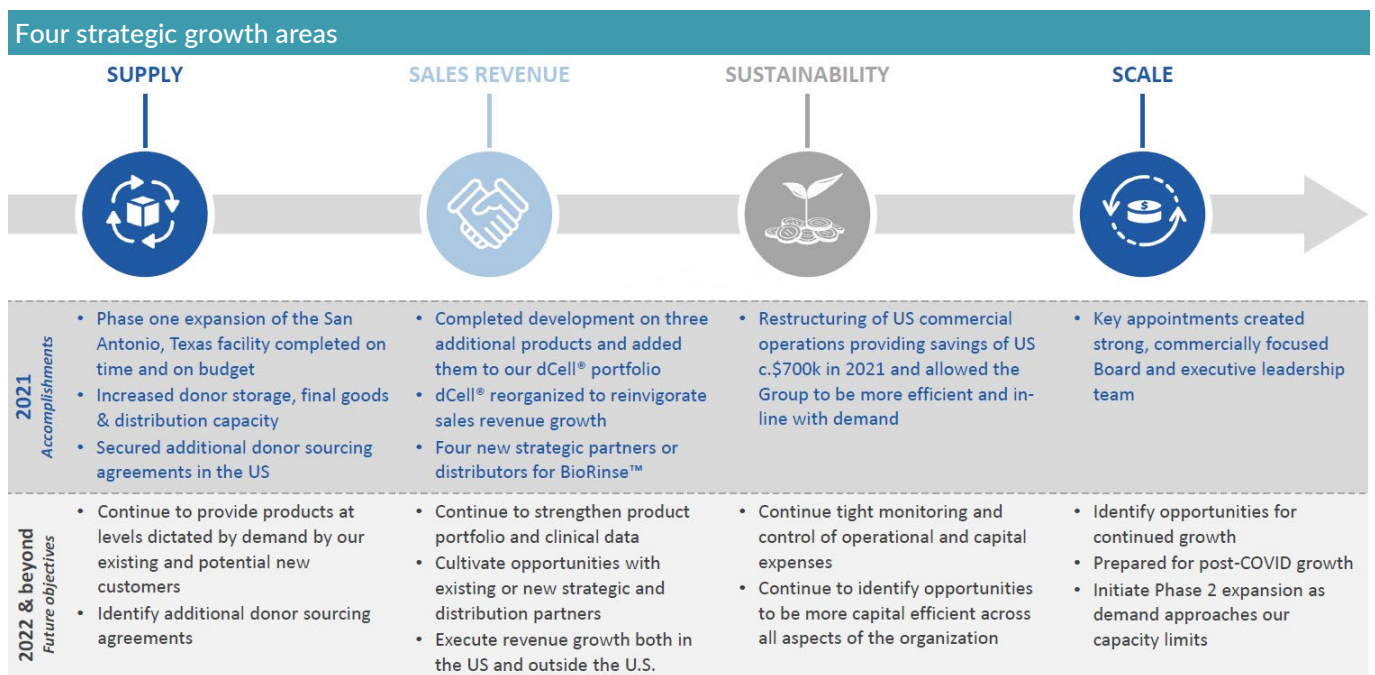 Four strategic growth areas
SUPPLY
SALES REVENUE
SUSTAINABILITY
SCALE
$
2021
Accomplishments
• Phase one expansion of the San
Antonio, Texas facility completed on
time and on budget
• Increased donor storage, final goods
& distribution capacity
• Secured additional donor sourcing
agreements in the US
• Completed development on three
additional products and added
them to our dCell® portfolio
• dCell® reorganized to reinvigorate
sales revenue growth
• Four new strategic partners or
distributors for BioRinse™
• Restructuring of US commercial
operations providing savings of US
c.$700k in 2021 and allowed the
Group to be more efficient and in-
line with demand
• Key appointments created
strong, commercially focused
Board and executive leadership
team
2022 & beyond
Future objectives
• Continue to provide products at
levels dictated by demand by our
existing and potential new
customers
• Identify additional donor sourcing
agreements
• Continue to strengthen product
portfolio and clinical data
• Cultivate opportunities with
existing or new strategic and
distribution partners
• Execute revenue growth both in
the US and outside the U.S.
• Continue tight monitoring and
control of operational and capital
expenses
• Continue to identify opportunities
to be more capital efficient across
all aspects of the organization
• Identify opportunities for
continued growth
• Prepared for post-COVID growth
• Initiate Phase 2 expansion as
demand approaches our
capacity limits